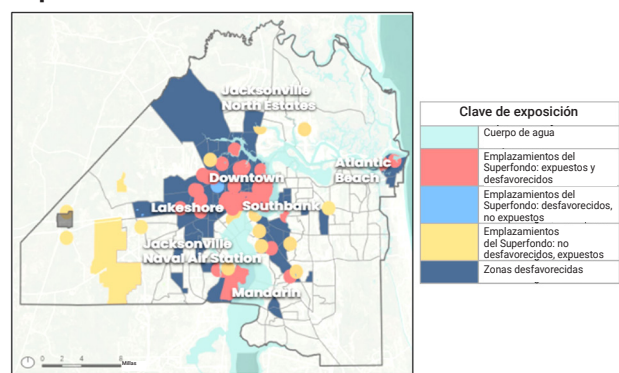 Jacksonville
North Estates
Atlantic
Beach
Downtown
Lakeshore
Southbank
Jacksonville
Naval Air Station
Mandarin
0 2 4 8
Millas
Clave de exposición
Cuerpo de agua
Emplazamientos del
Superfondo: expuestos y
desfavorecidos
Emplazamientos del
Superfondo: desfavorecidos,
no expuestos
Emplazamientos
del Superfondo: no
desfavorecidos, expuestos
Zonas desfavorecidas